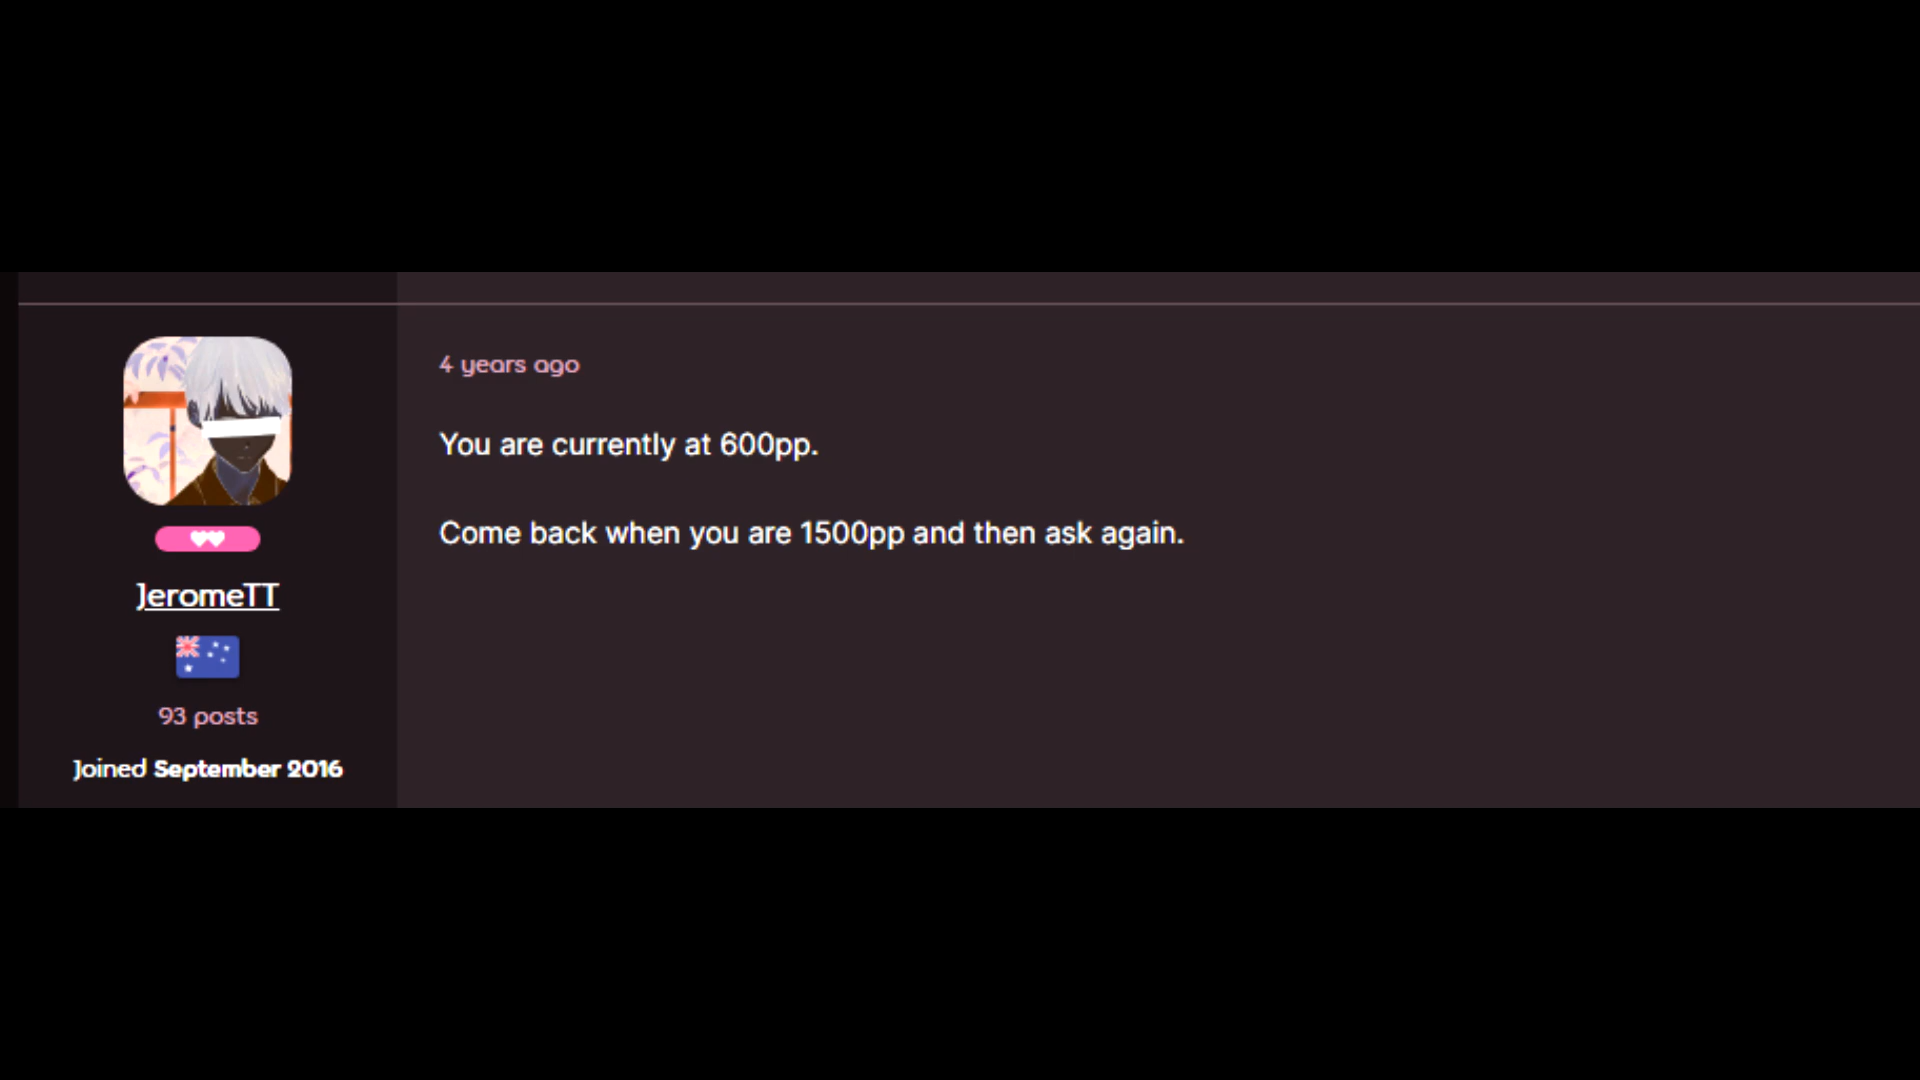 4 years ago
You are currently at 600pp.
Come back when you are 1500pp and then ask again.
JeromeTT
93 posts
Joined September 2016